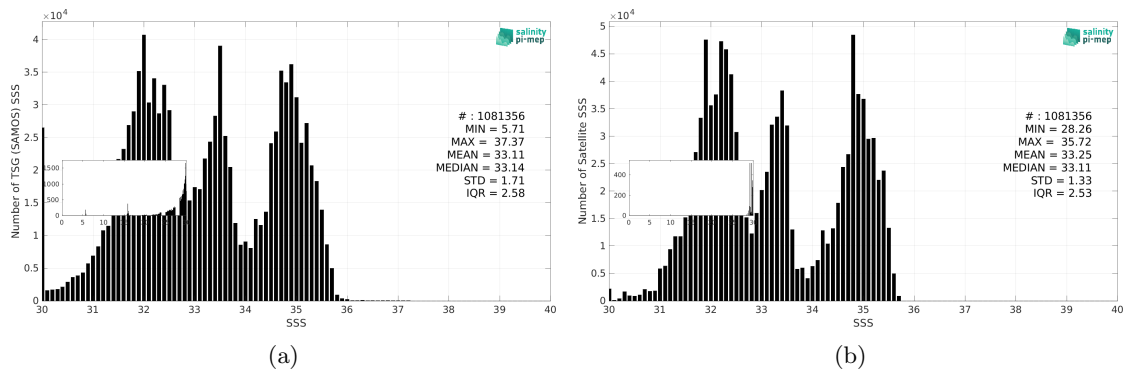 ×10⁴
4
3.5
3
2.5
2
1.5
1
0.5
0
Number of TSG (SAMOS) SSS
salinity
pi-mep
# : 1081356
MIN = 5.71
MAX = 37.37
MEAN = 33.11
MEDIAN = 33.14
STD = 1.71
IQR = 2.58
1500
1000
500
0
0 5 10
30 31 32 33 34 35 36 37 38 39 40
SSS
(a)
×10⁴
5
4.5
4
3.5
3
2.5
2
1.5
1
0.5
0
Number of Satellite SSS
salinity
pi-mep
# : 1081356
MIN = 28.26
MAX = 35.72
MEAN = 33.25
MEDIAN = 33.11
STD = 1.33
IQR = 2.53
400
200
0
0 5 10
30 31 32 33 34 35 36 37 38 39 40
SSS
(b)